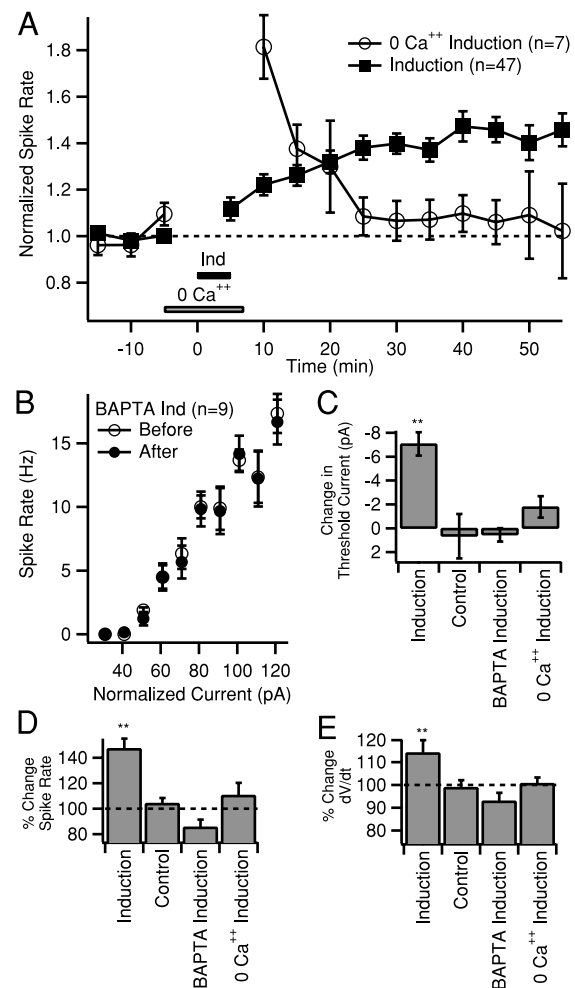 A
Normalized Spike Rate
1.8
1.6
1.4
1.2
1.0
0.8
0 Ca++ Induction (n=7)
Induction (n=47)
Ind
0 Ca++
-10 0 10 20 30 40 50
Time (min)
B
BAPTA Ind (n=9)
Before
After
Spike Rate (Hz)
15
10
5
0
40 60 80 100 120
Normalized Current (pA)
C
Change in
Threshold Current (pA)
-8
-6
-4
-2
0
2
**
Induction
Control
BAPTA Induction
0 Ca++ Induction
D
% Change
Spike Rate
140
120
100
80
**
Induction
Control
BAPTA Induction
0 Ca++ Induction
E
% Change
dV/dt
120
110
100
90
80
**
Induction
Control
BAPTA Induction
0 Ca++ Induction